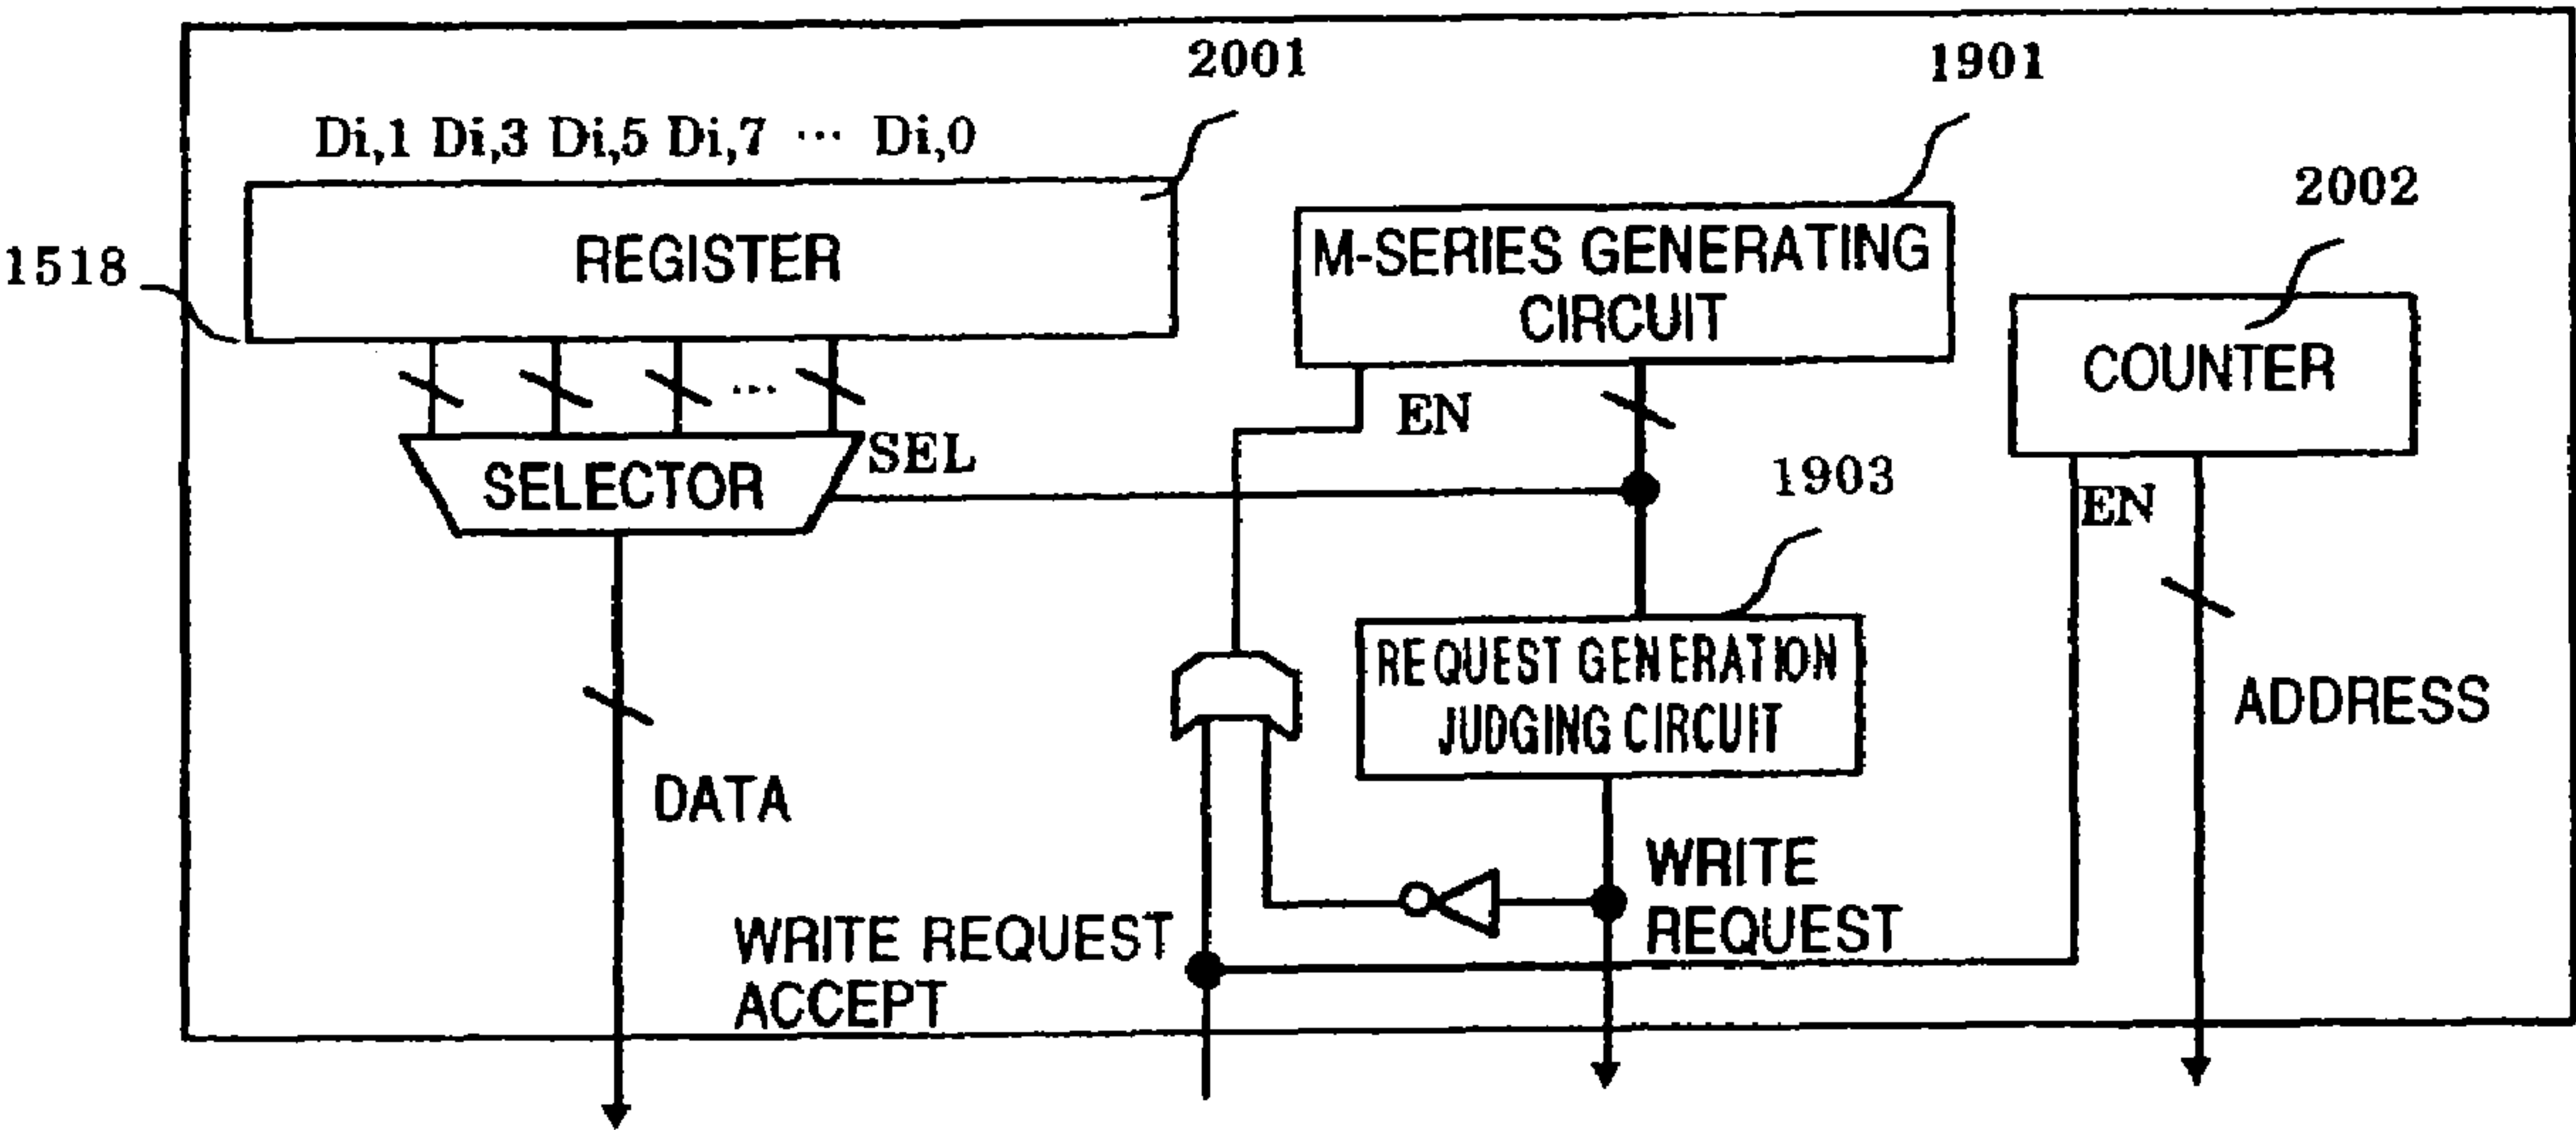 2001
1901
Di,1 Di,3 Di,5 Di,7 ... Di,0
2002
1518
REGISTER
M-SERIES GENERATING
CIRCUIT
COUNTER
EN
SEL
SELECTOR
1903
EN
REQUEST GENERATION
JUDGING CIRCUIT
ADDRESS
DATA
WRITE
REQUEST
WRITE REQUEST
ACCEPT